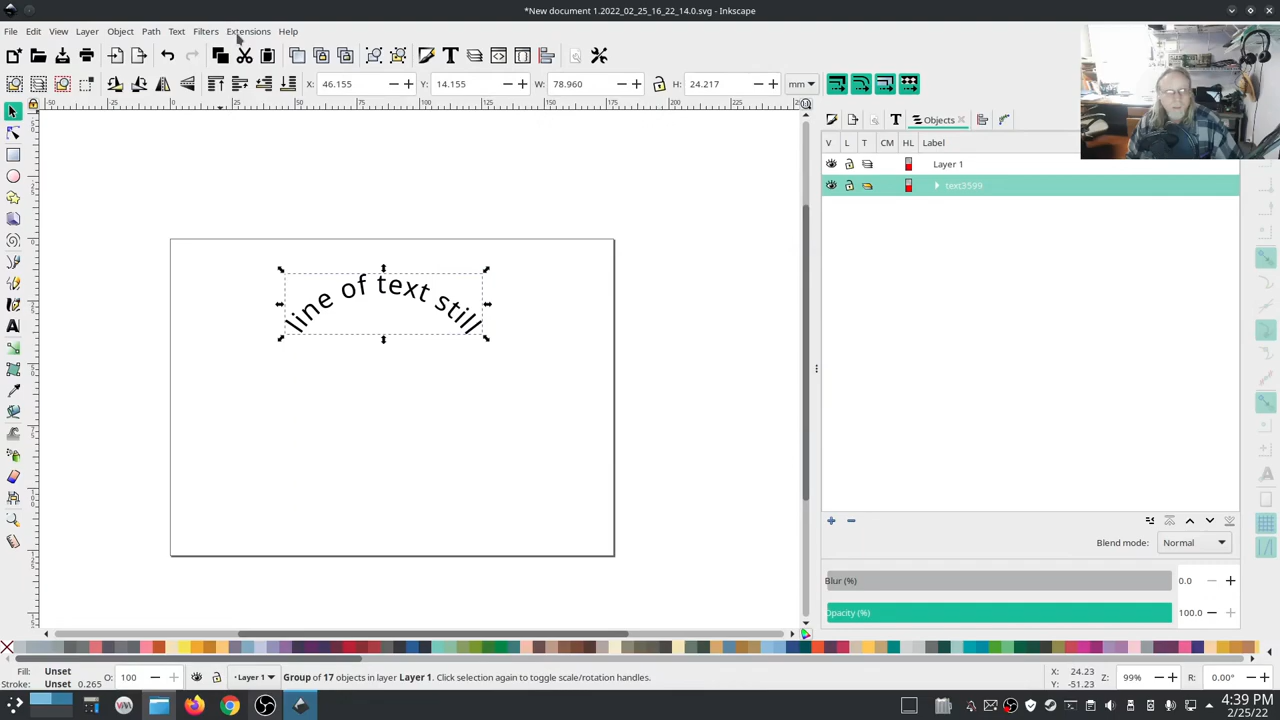 *New document 1.2022_02_25_16_22_14.0.svg - Inkscape
File Edit View Layer Object Path Text Filters Extensions Help
X: 46.155 Y: 14.155 W: 78.960 H: 24.217 mm
Objects
V L T CM HL Label
Layer 1
text3599
line of text still
Blend mode: Normal
Blur (%) 0.0
Opacity (%) 100.0
Fill: Unset
Stroke: Unset 0.265 O: 100
Layer 1 Group of 17 objects in layer Layer 1. Click selection again to toggle scale/rotation handles.
X: 24.23
Y: -51.23
Z: 99% R: 0.00°
4:39 PM
2/25/22